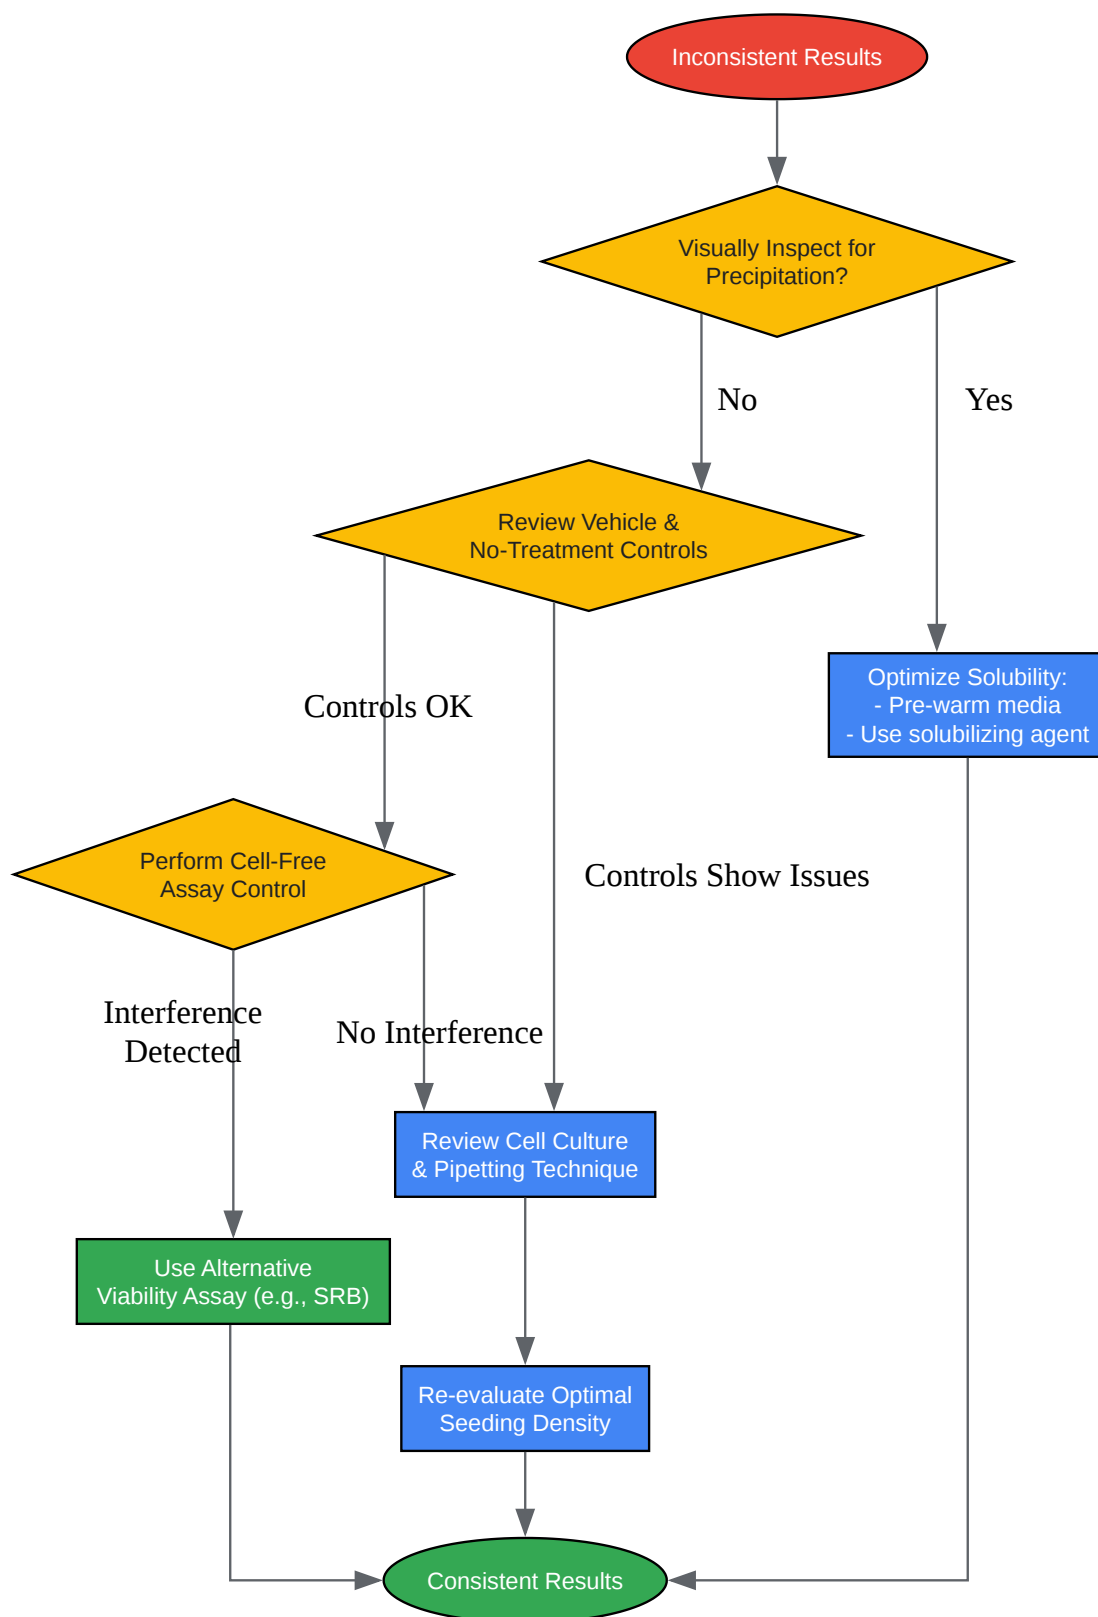 Inconsistent Results
Visually Inspect for
Precipitation?
No
Yes
Review Vehicle &
No-Treatment Controls
Optimize Solubility:
- Pre-warm media
- Use solubilizing agent
Controls OK
Perform Cell-Free
Assay Control
Controls Show Issues
Interference
Detected
No Interference
Review Cell Culture
& Pipetting Technique
Use Alternative
Viability Assay (e.g., SRB)
Re-evaluate Optimal
Seeding Density
Consistent Results